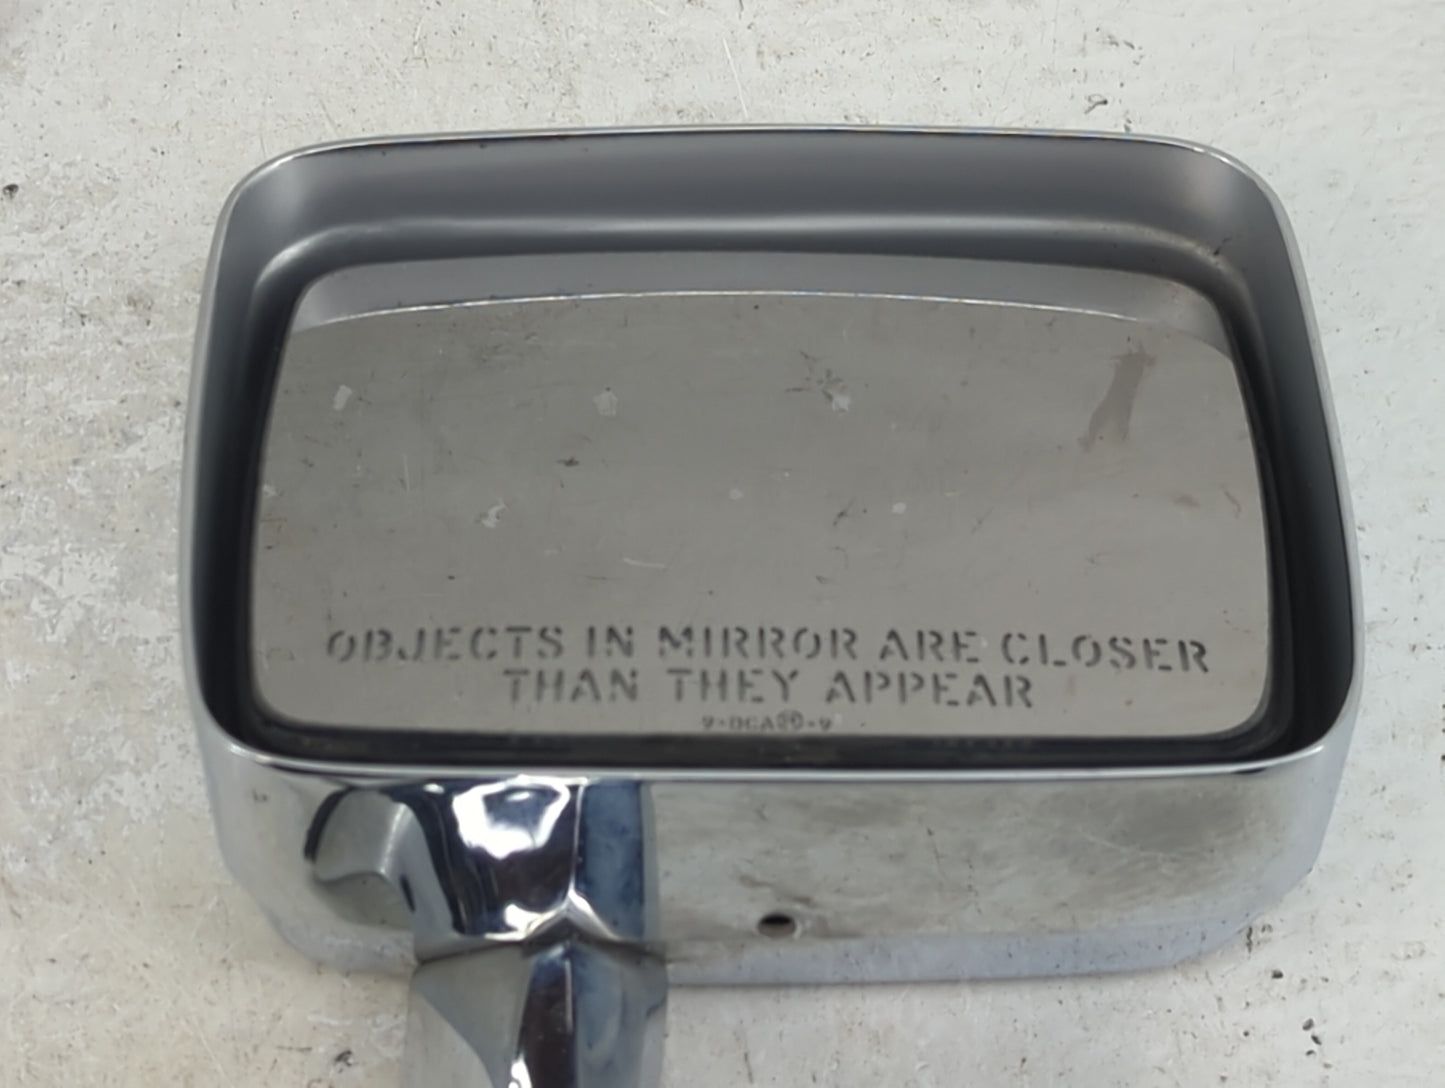 OBJECTS IN MIRROR ARE CLOSER
THAN THEY APPEAR